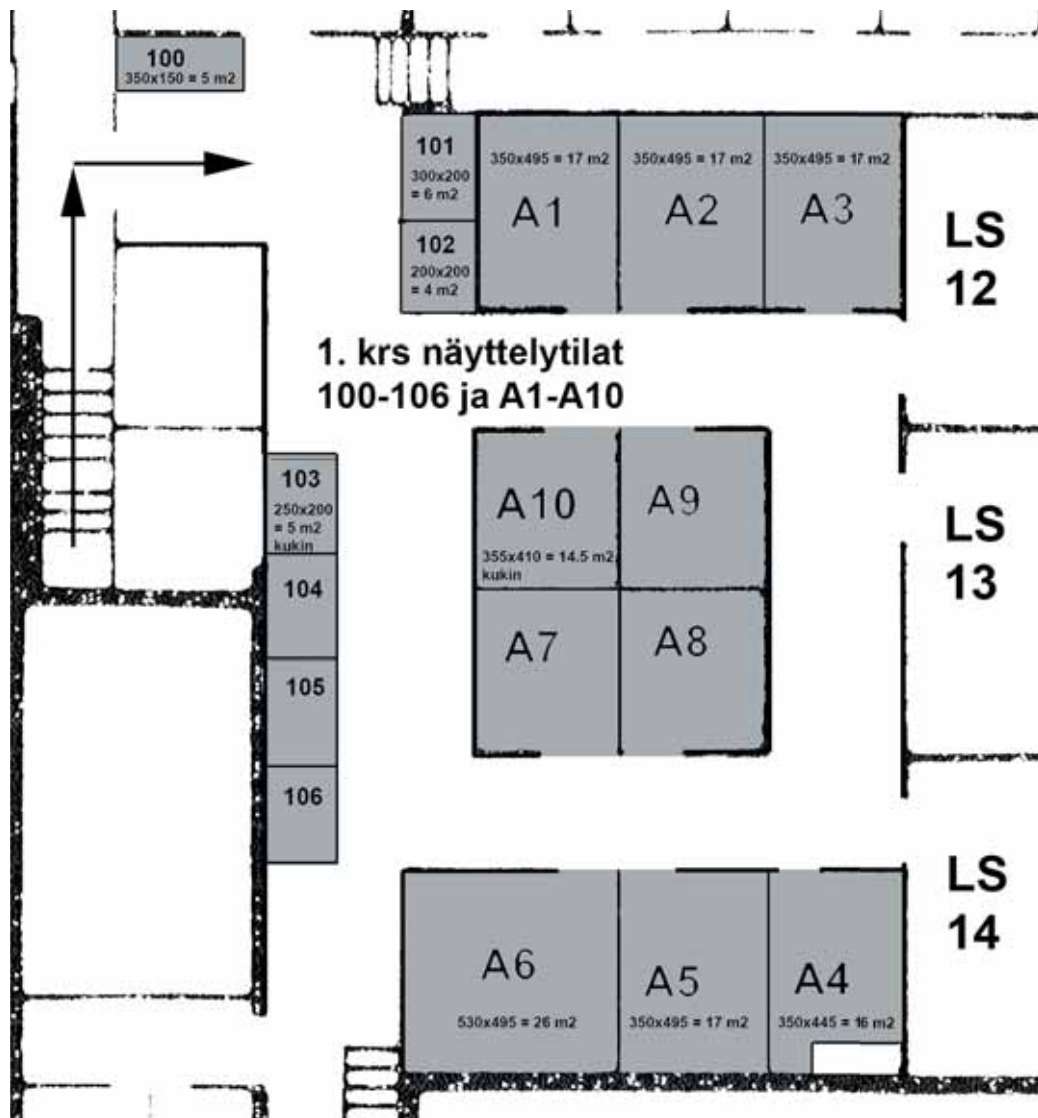 100
350x150 = 5 m2
101
300x200
= 6 m2
102
200x200
= 4 m2
350x495 = 17 m2
A1
350x495 = 17 m2
A2
350x495 = 17 m2
A3
LS
12
1. krs näyttelytilat
100-106 ja A1-A10
103
250x200
= 5 m2
kukin
104
105
106
A10
355x410 = 14.5 m2
kukin
A9
A7
A8
LS
13
A6
530x495 = 26 m2
A5
350x495 = 17 m2
A4
350x445 = 16 m2
LS
14